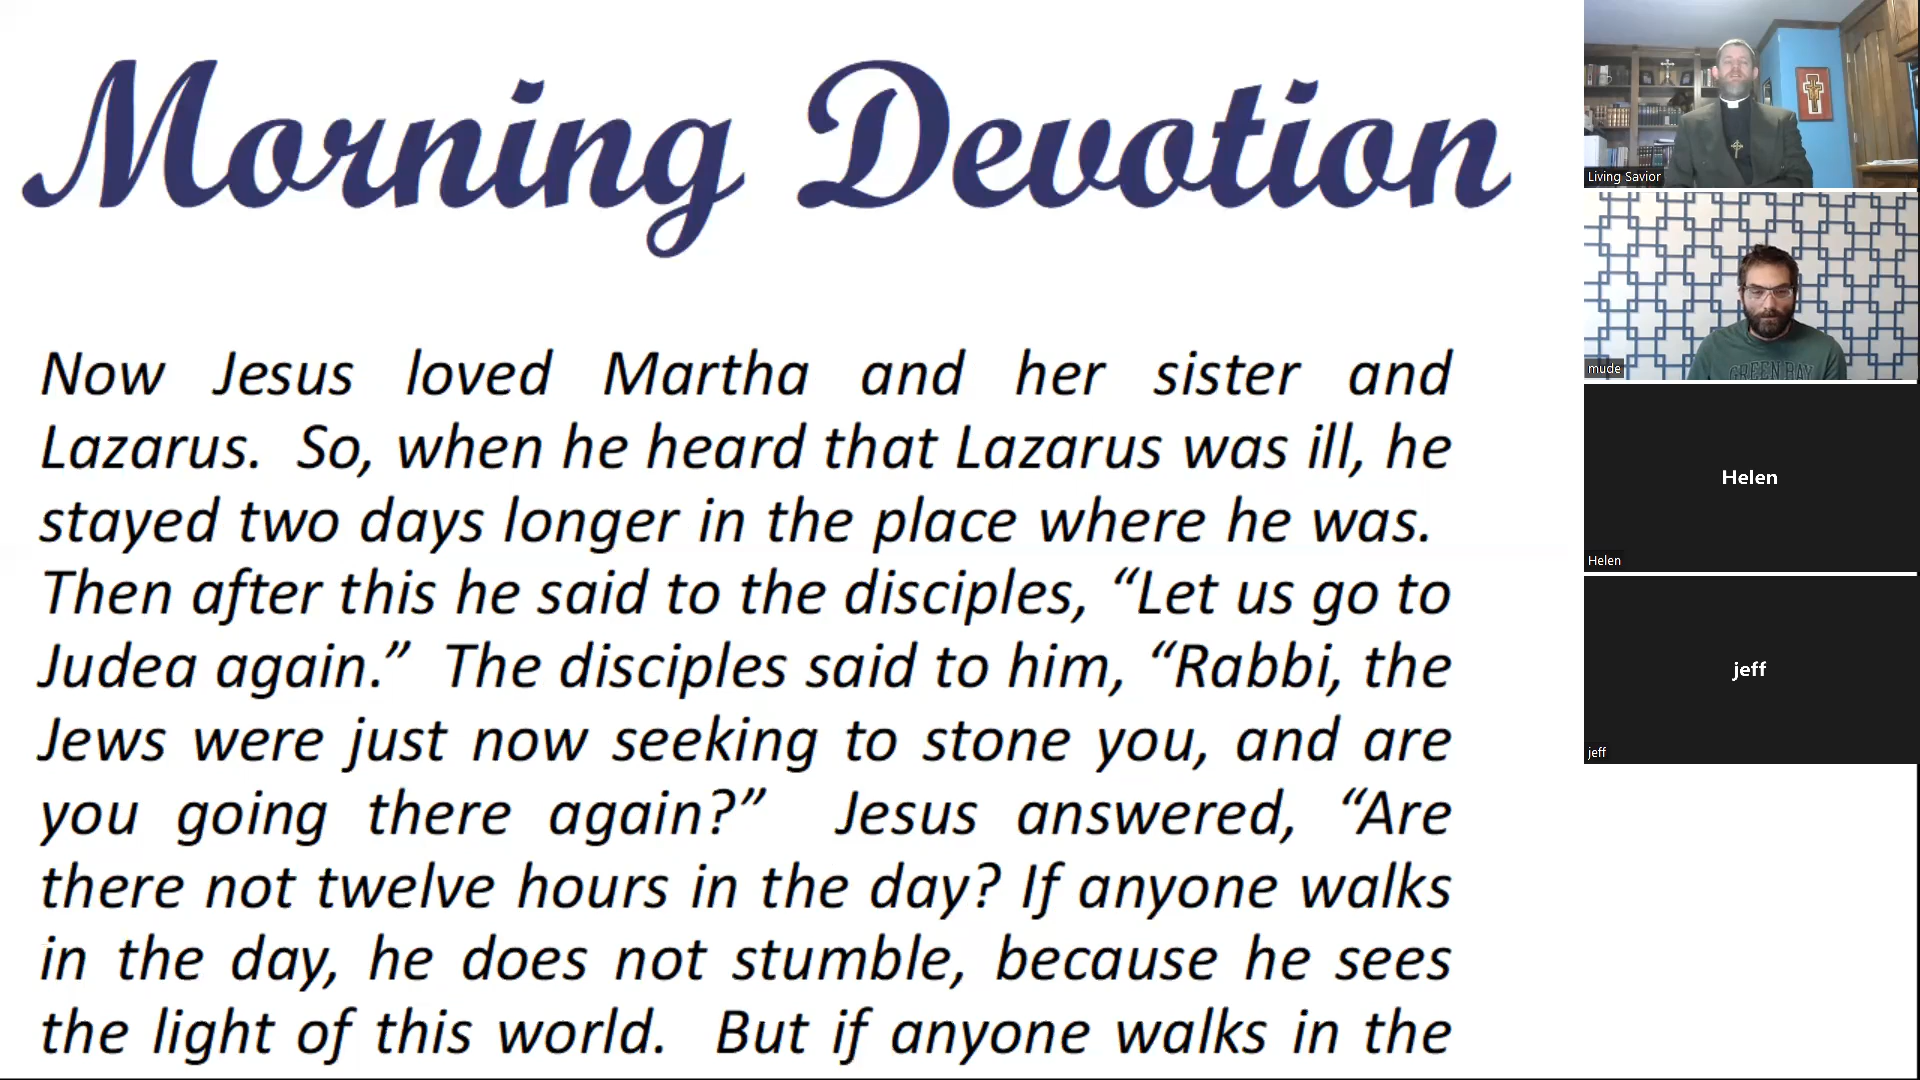 Morning Devotion
Now Jesus loved Martha and her sister and
Lazarus. So, when he heard that Lazarus was ill, he
stayed two days longer in the place where he was.
Then after this he said to the disciples, “Let us go to
Judea again.” The disciples said to him, “Rabbi, the
Jews were just now seeking to stone you, and are
you going there again?” Jesus answered, “Are
there not twelve hours in the day? If anyone walks
in the day, he does not stumble, because he sees
the light of this world. But if anyone walks in the
Living Savior
GREEN BAY
mude
Helen
Helen
jeff
jeff